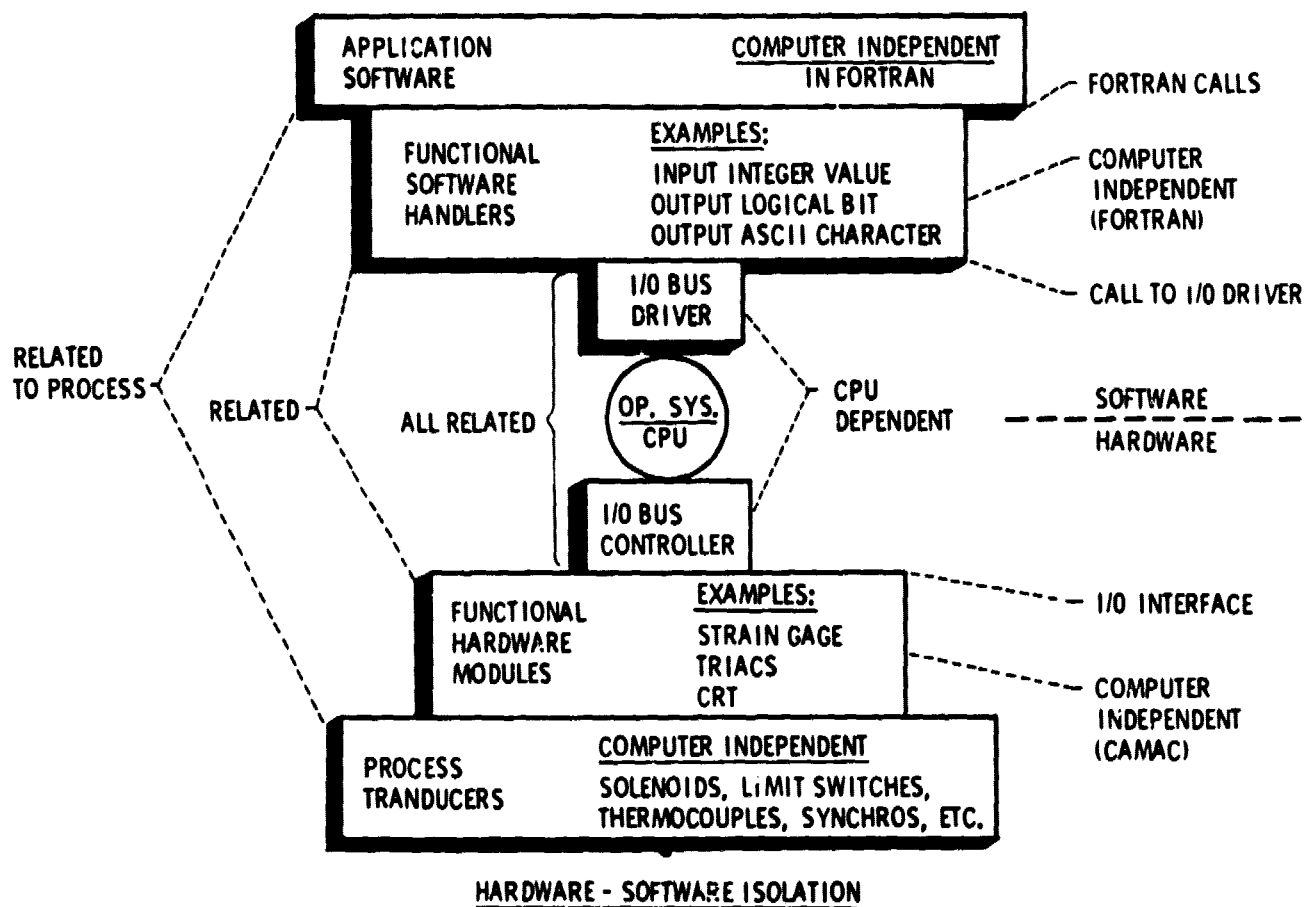 APPLICATION
SOFTWARE
COMPUTER INDEPENDENT
IN FORTRAN
FORTRAN CALLS
FUNCTIONAL
SOFTWARE
HANDLERS
EXAMPLES:
INPUT INTEGER VALUE
OUTPUT LOGICAL BIT
OUTPUT ASCII CHARACTER
COMPUTER
INDEPENDENT
(FORTRAN)
I/O BUS
DRIVER
CALL TO I/O DRIVER
RELATED
TO PROCESS
RELATED
ALL RELATED
OP. SYS.
CPU
CPU
DEPENDENT
SOFTWARE
HARDWARE
I/O BUS
CONTROLLER
I/O INTERFACE
FUNCTIONAL
HARDWARE
MODULES
EXAMPLES:
STRAIN GAGE
TRIACS
CRT
COMPUTER
INDEPENDENT
(CAMAC)
PROCESS
TRANDUCERS
COMPUTER INDEPENDENT
SOLENOIDS, LiMIT SWITCHES,
THERMOCOUPLES, SYNCHROS, ETC.
HARDWARE - SOFTWARE ISOLATION